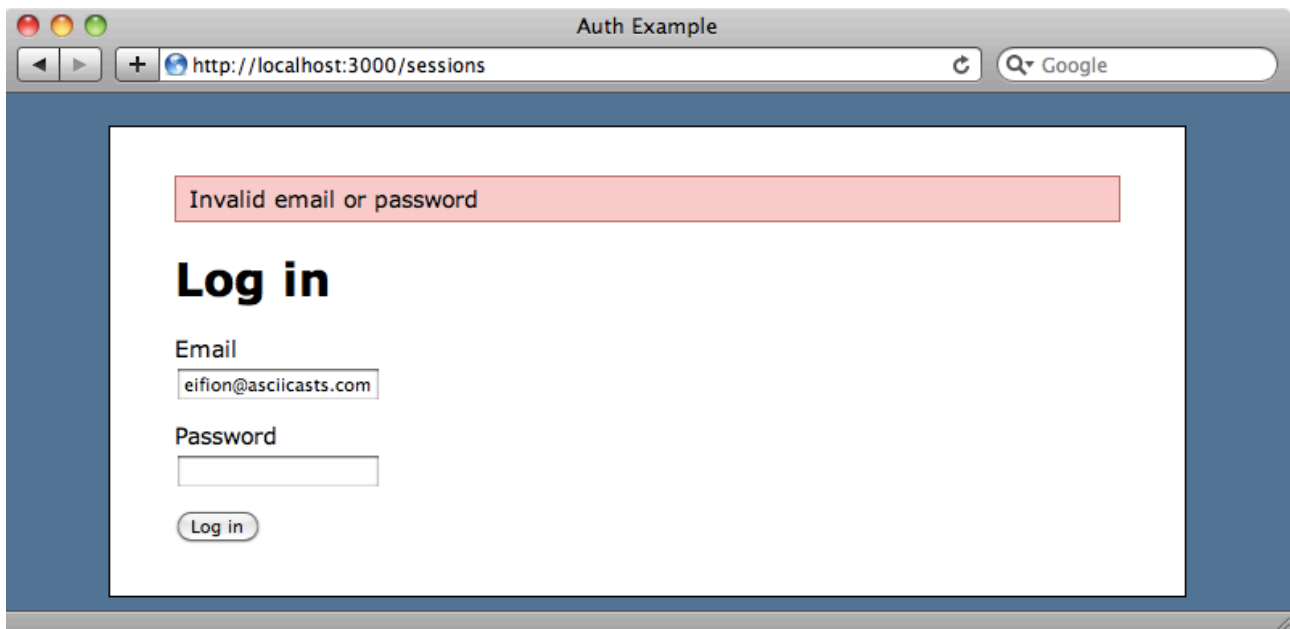 Auth Example
+ http://localhost:3000/sessions Google
Invalid email or password
Log in
Email
eifion@asciicasts.com
Password
Log in